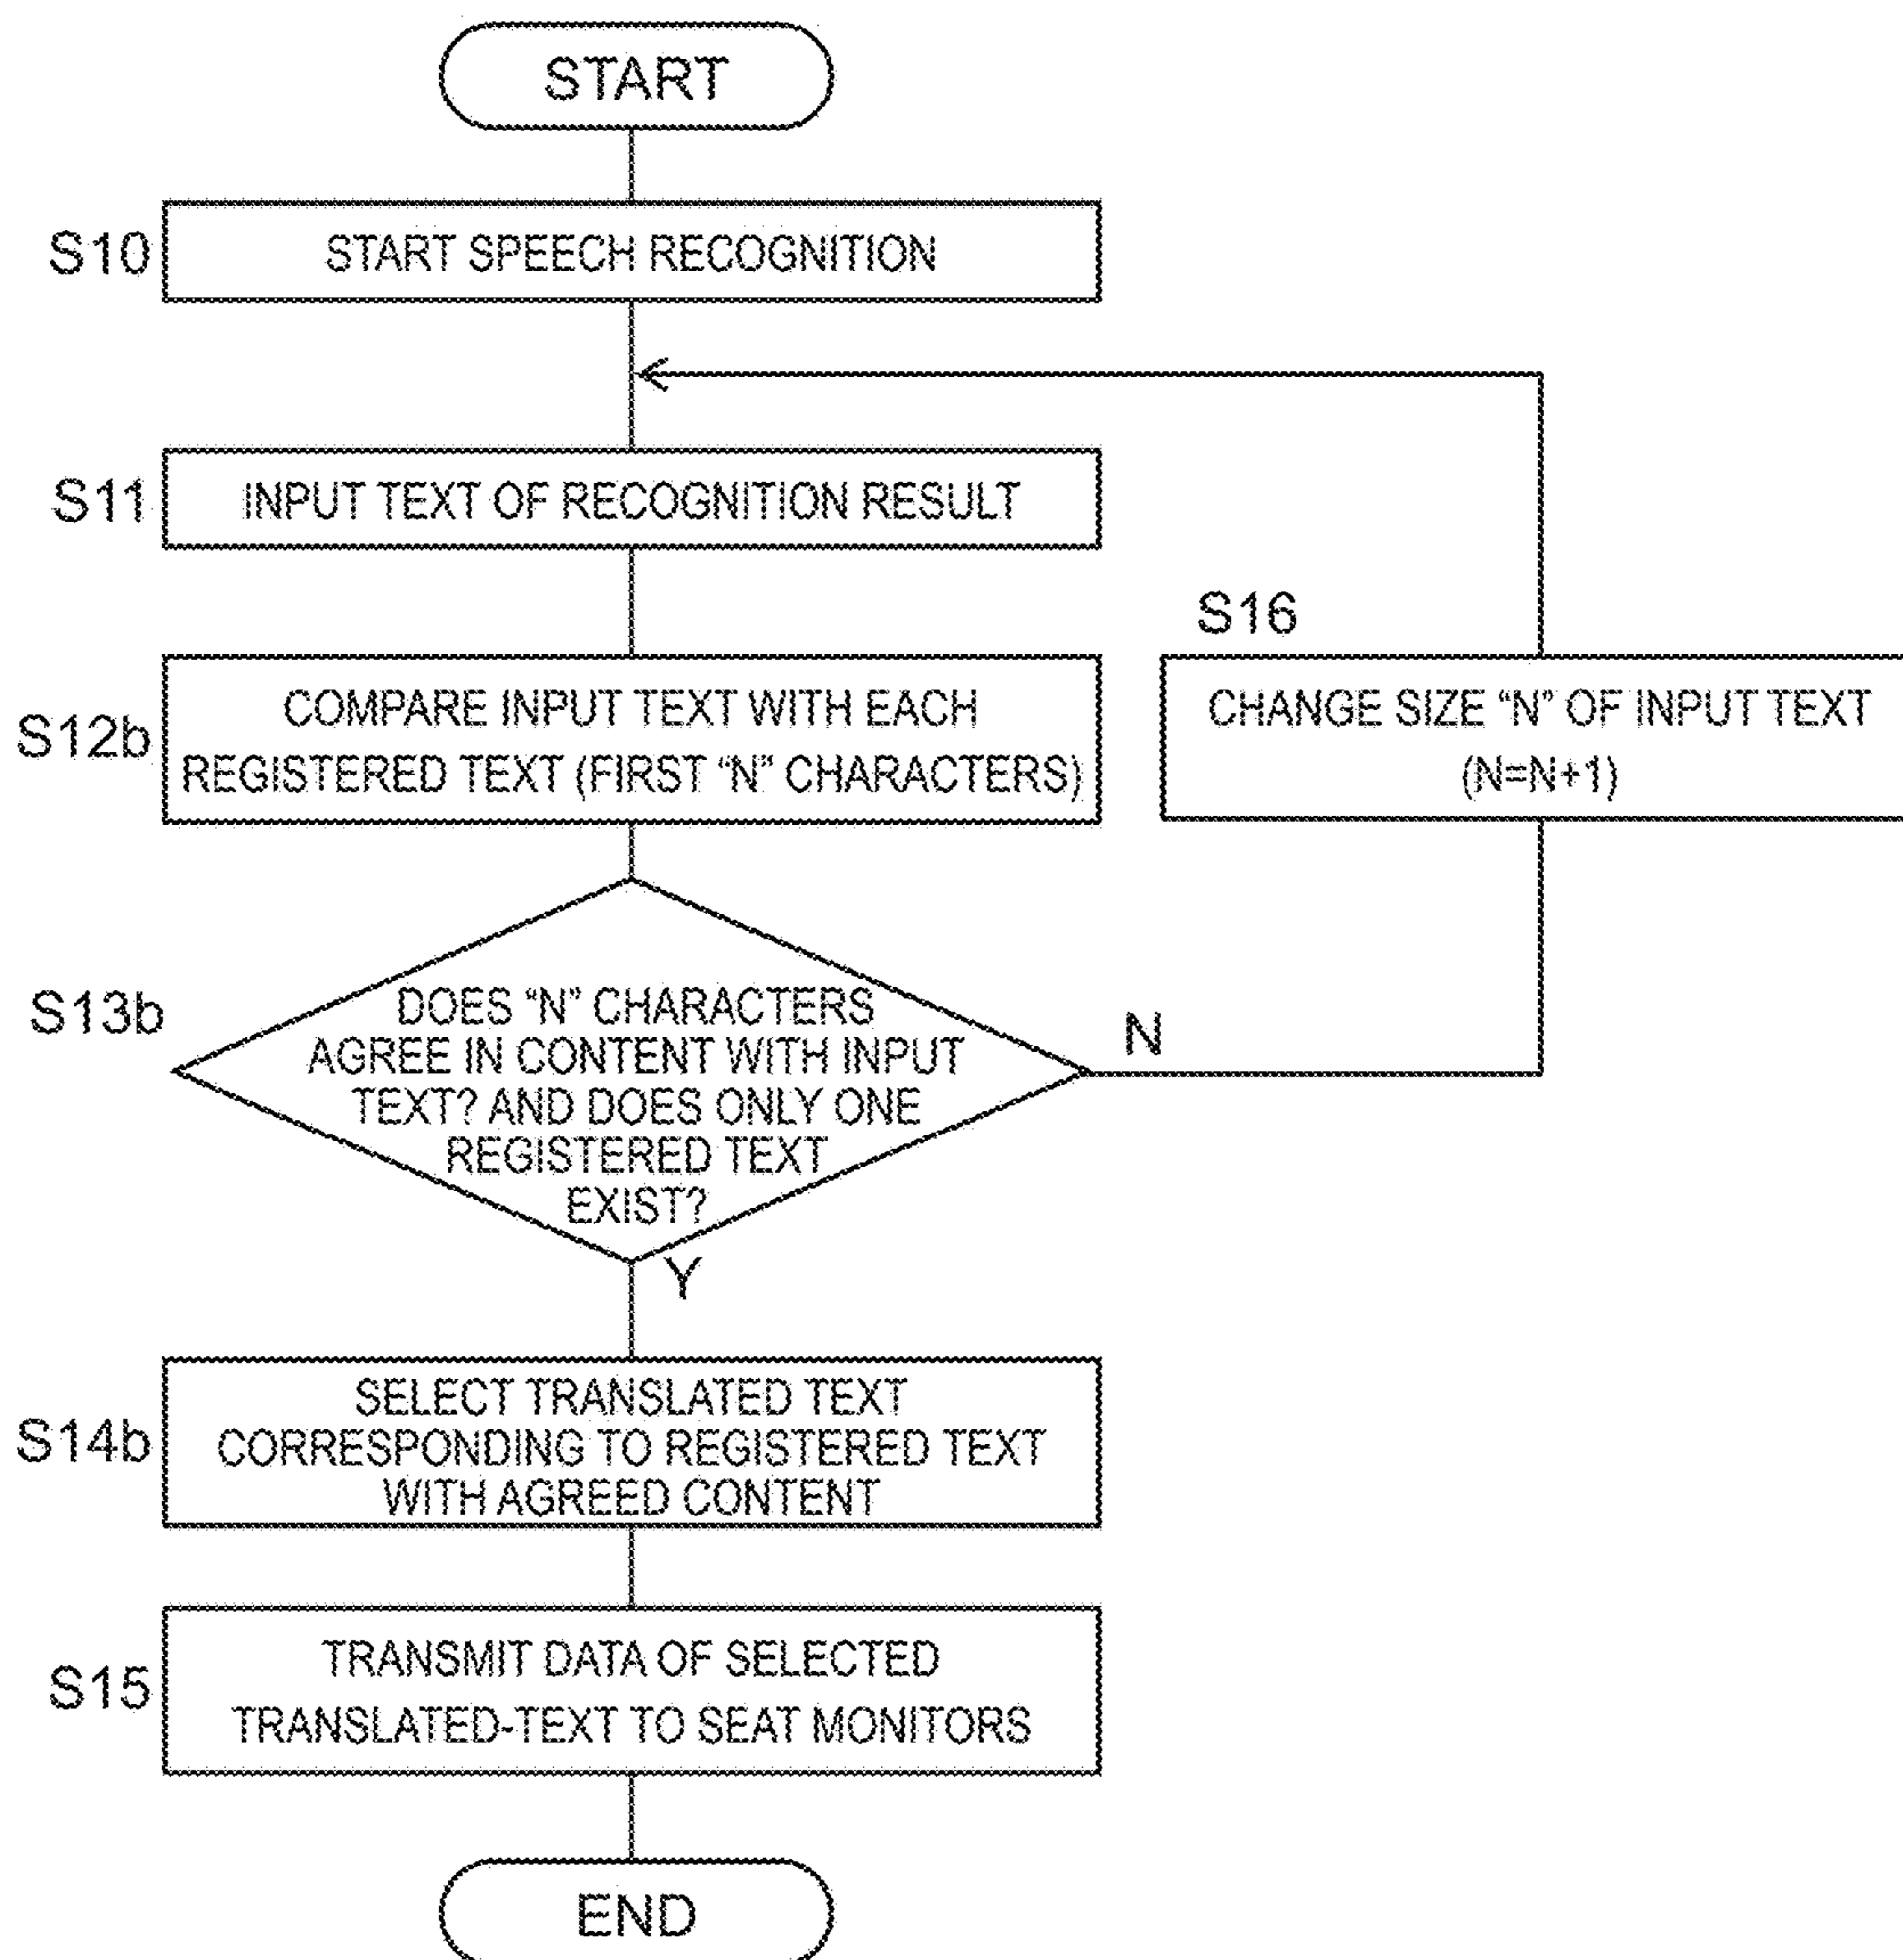 START
S10
START SPEECH RECOGNITION
S11
INPUT TEXT OF RECOGNITION RESULT
S12b
COMPARE INPUT TEXT WITH EACH
REGISTERED TEXT (FIRST “N” CHARACTERS)
S16
CHANGE SIZE “N” OF INPUT TEXT
(N=N+1)
S13b
DOES “N” CHARACTERS
AGREE IN CONTENT WITH INPUT
TEXT? AND DOES ONLY ONE
REGISTERED TEXT
EXIST?
N
Y
S14b
SELECT TRANSLATED TEXT
CORRESPONDING TO REGISTERED TEXT
WITH AGREED CONTENT
S15
TRANSMIT DATA OF SELECTED
TRANSLATED-TEXT TO SEAT MONITORS
END